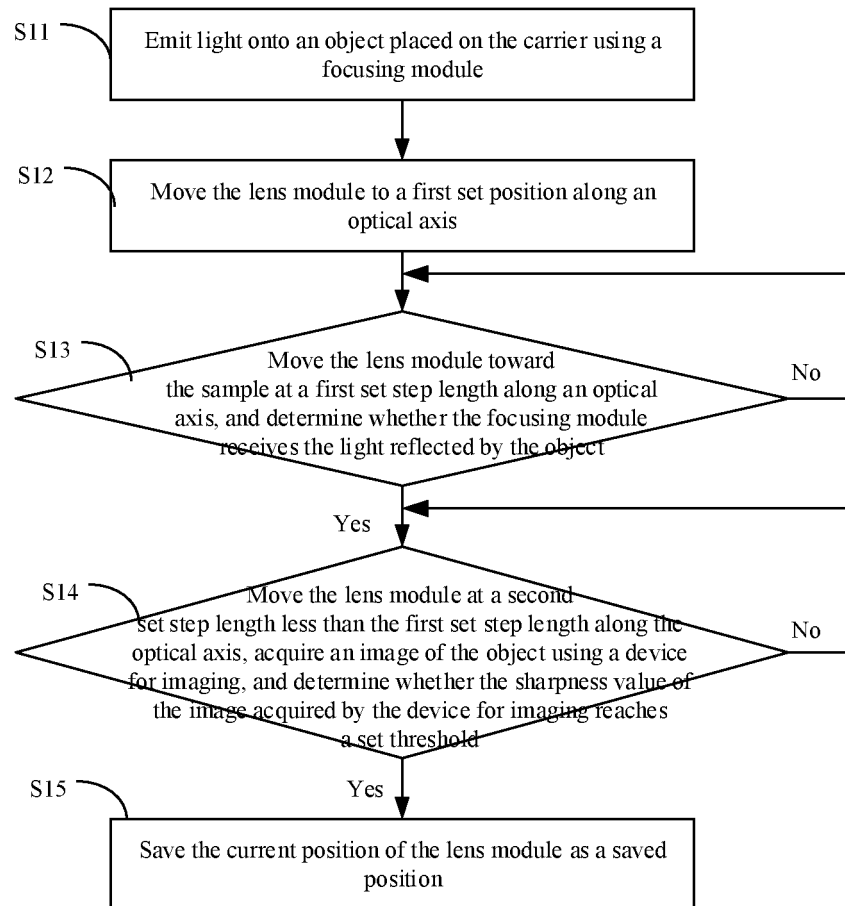 S11
Emit light onto an object placed on the carrier using a
focusing module
S12
Move the lens module to a first set position along an
optical axis
S13
Move the lens module toward
the sample at a first set step length along an optical
axis, and determine whether the focusing module
receives the light reflected by the object
No
Yes
S14
Move the lens module at a second
set step length less than the first set step length along the
optical axis, acquire an image of the object using a device
for imaging, and determine whether the sharpness value of
the image acquired by the device for imaging reaches
a set threshold
No
Yes
S15
Save the current position of the lens module as a saved
position